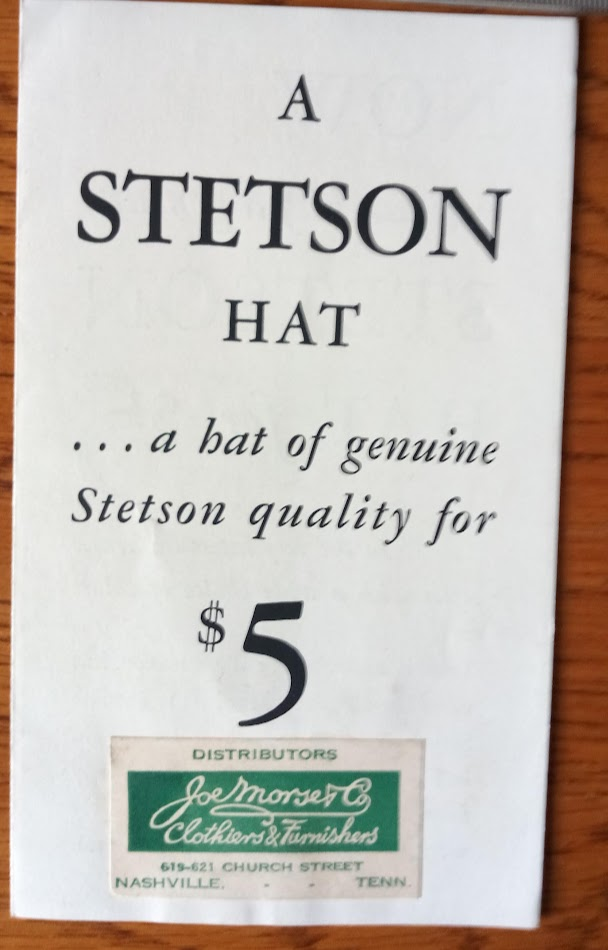 A
STETSON
HAT
...a hat of genuine
Stetson quality for
$5
DISTRIBUTORS
Joe Morse & Co
Clothiers & Furnishers
619-621 CHURCH STREET
NASHVILLE. - - TENN.